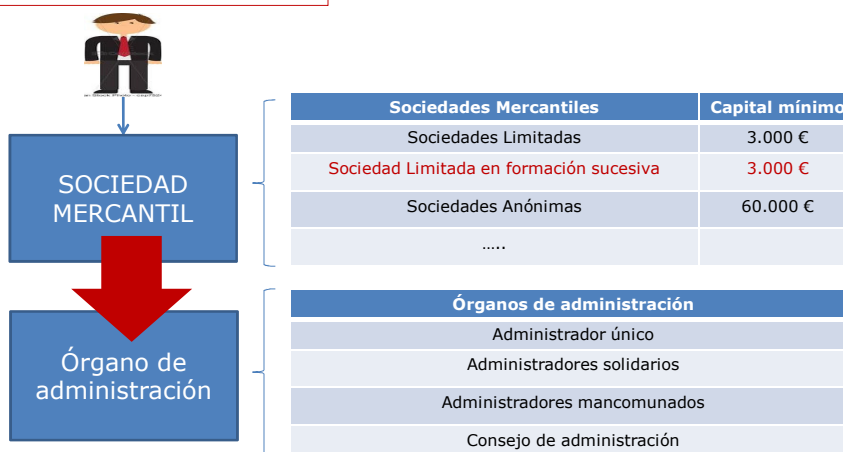 Sociedades Mercantiles Capital mínimo
Sociedades Limitadas 3.000 €
Sociedad Limitada en formación sucesiva 3.000 €
Sociedades Anónimas 60.000 €
…..
SOCIEDAD
MERCANTIL
Órganos de administración
Administrador único
Administradores solidarios
Administradores mancomunados
Consejo de administración
Órgano de
administración